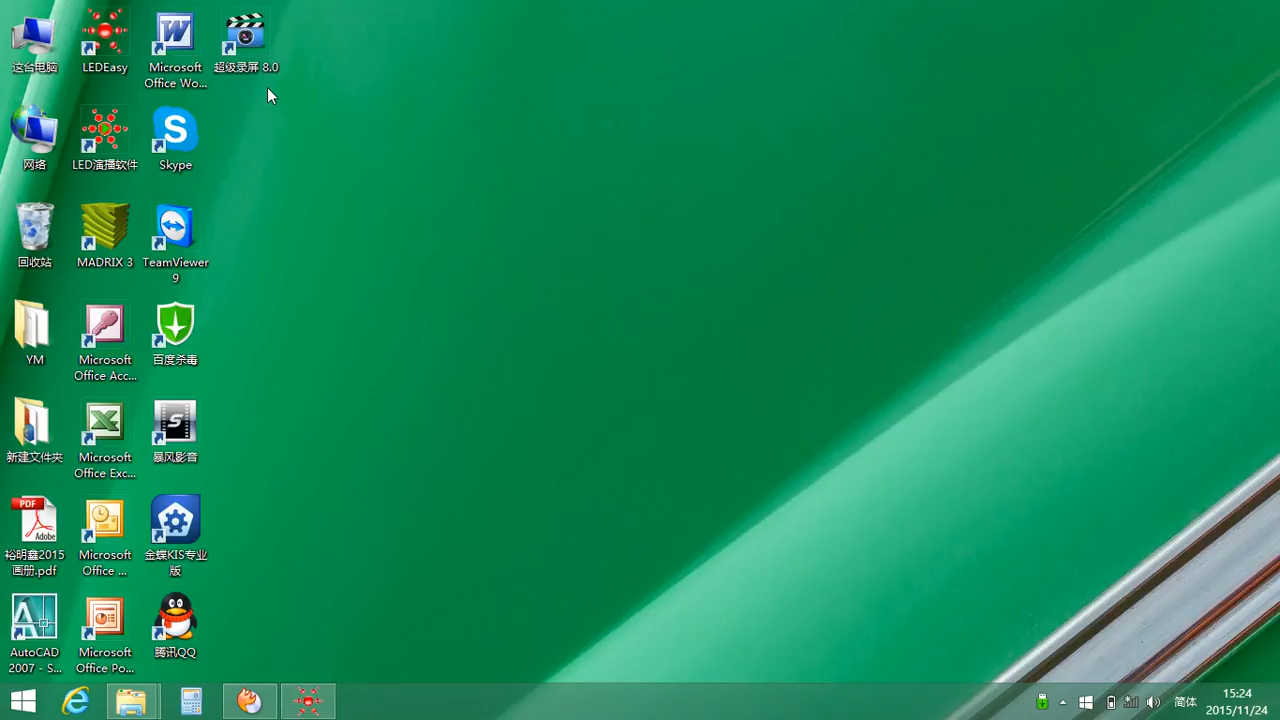 这台电脑
LEDEasy
Microsoft
Office Wo...
超级录屏 8.0
网络
LED演播软件
Skype
回收站
MADRIX 3
TeamViewer
9
YM
Microsoft
Office Acc...
百度杀毒
新建文件夹
Microsoft
Office Exc...
暴风影音
PDF
Adobe
裕明鑫2015
画册.pdf
Microsoft
Office ...
金蝶KIS专业
版
AutoCAD
2007 - S...
Microsoft
Office Po...
腾讯QQ
简体
15:24
2015/11/24